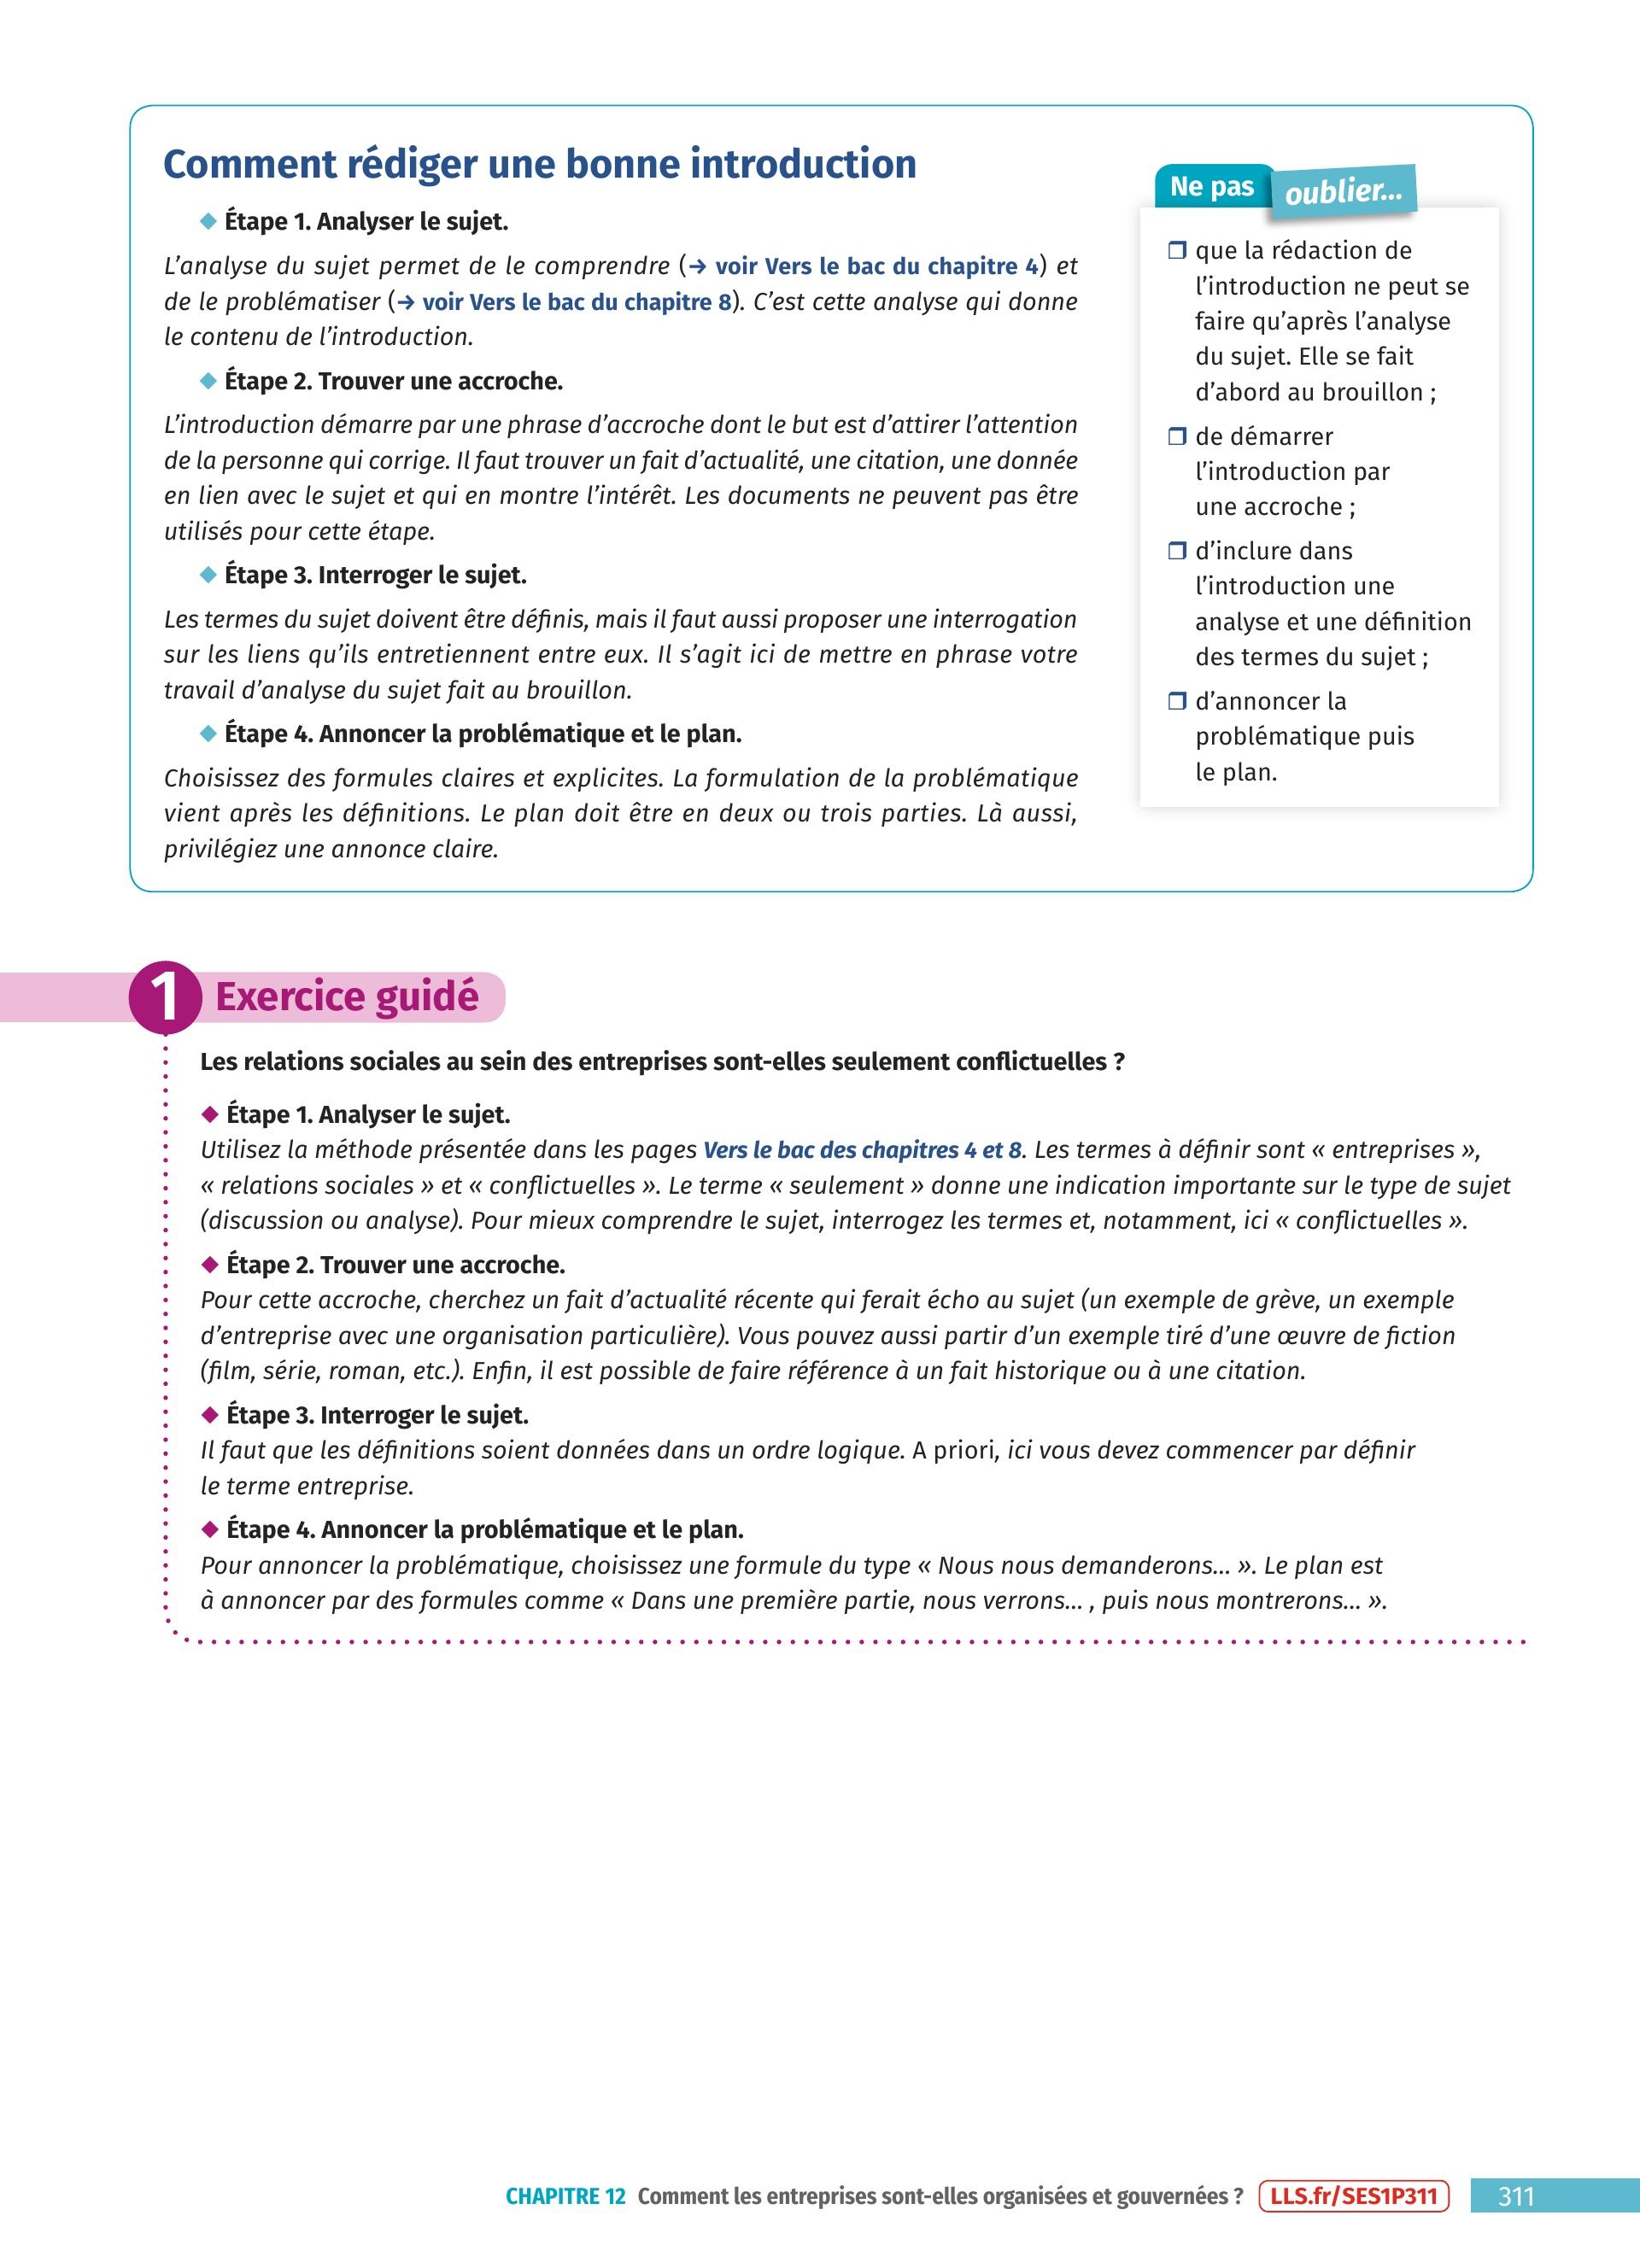 Comment rédiger une bonne introduction
◆ Étape 1. Analyser le sujet.
L’analyse du sujet permet de le comprendre (→ voir Vers le bac du chapitre 4) et
de le problématiser (→ voir Vers le bac du chapitre 8). C’est cette analyse qui donne
le contenu de l’introduction.
◆ Étape 2. Trouver une accroche.
L’introduction démarre par une phrase d’accroche dont le but est d’attirer l’attention
de la personne qui corrige. Il faut trouver un fait d’actualité, une citation, une donnée
en lien avec le sujet et qui en montre l’intérêt. Les documents ne peuvent pas être
utilisés pour cette étape.
◆ Étape 3. Interroger le sujet.
Les termes du sujet doivent être définis, mais il faut aussi proposer une interrogation
sur les liens qu’ils entretiennent entre eux. Il s’agit ici de mettre en phrase votre
travail d’analyse du sujet fait au brouillon.
◆ Étape 4. Annoncer la problématique et le plan.
Choisissez des formules claires et explicites. La formulation de la problématique
vient après les définitions. Le plan doit être en deux ou trois parties. Là aussi,
privilégiez une annonce claire.
Ne pas oublier...
❒ que la rédaction de
l’introduction ne peut se
faire qu’après l’analyse
du sujet. Elle se fait
d’abord au brouillon ;
❒ de démarrer
l’introduction par
une accroche ;
❒ d’inclure dans
l’introduction une
analyse et une définition
des termes du sujet ;
❒ d’annoncer la
problématique puis
le plan.
1 Exercice guidé
Les relations sociales au sein des entreprises sont-elles seulement conflictuelles ?
◆ Étape 1. Analyser le sujet.
Utilisez la méthode présentée dans les pages Vers le bac des chapitres 4 et 8. Les termes à définir sont « entreprises »,
« relations sociales » et « conflictuelles ». Le terme « seulement » donne une indication importante sur le type de sujet
(discussion ou analyse). Pour mieux comprendre le sujet, interrogez les termes et, notamment, ici « conflictuelles ».
◆ Étape 2. Trouver une accroche.
Pour cette accroche, cherchez un fait d’actualité récente qui ferait écho au sujet (un exemple de grève, un exemple
d’entreprise avec une organisation particulière). Vous pouvez aussi partir d’un exemple tiré d’une œuvre de fiction
(film, série, roman, etc.). Enfin, il est possible de faire référence à un fait historique ou à une citation.
◆ Étape 3. Interroger le sujet.
Il faut que les définitions soient données dans un ordre logique. A priori, ici vous devez commencer par définir
le terme entreprise.
◆ Étape 4. Annoncer la problématique et le plan.
Pour annoncer la problématique, choisissez une formule du type « Nous nous demanderons... ». Le plan est
à annoncer par des formules comme « Dans une première partie, nous verrons... , puis nous montrerons... ».
CHAPITRE 12 Comment les entreprises sont-elles organisées et gouvernées ? LLS.fr/SES1P311 311